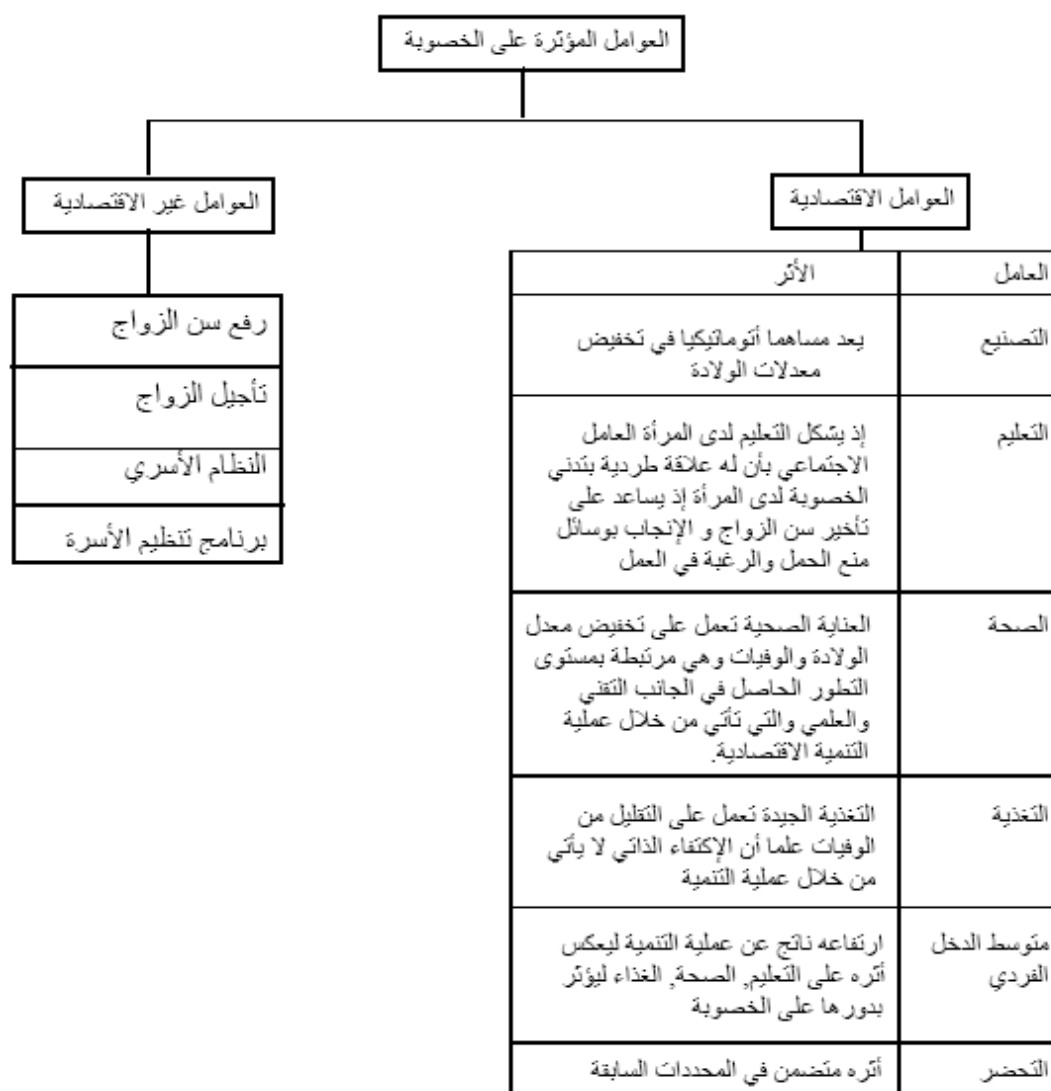 العوامل المؤثرة على الخصوبة
العوامل الاقتصادية
العوامل غير الاقتصادية
العامل
الأثر
التصنيع
يعد مساهما أتوماتيكيا في تخفيض
معدلات الولادة
التعليم
إذ يشكل التعليم لدى المرأة العامل
الاجتماعي بأن له علاقة طردية بتدني
الخصوبة لدى المرأة إذ يساعد على
تأخير سن الزواج و الإنجاب بوسائل
منع الحمل والرغبة في العمل
الصحة
العناية الصحية تعمل على تخفيض معدل
الولادة والوفيات وهي مرتبطة بمستوى
التطور الحاصل في الجانب التقني
والعلمي والتي تأتي من خلال عملية
التنمية الاقتصادية.
التغذية
التغذية الجيدة تعمل على التقليل من
الوفيات علما أن الإكتفاء الذاتي لا يأتي
من خلال عملية التنمية
متوسط الدخل
الفردي
ارتفاعه ناتج عن عملية التنمية ليعكس
أثره على التعليم, الصحة, الغذاء ليؤثر
بدورها على الخصوبة
التحضر
أثره متضمن في المحددات السابقة
رفع سن الزواج
تأجيل الزواج
النظام الأسري
برنامج تنظيم الأسرة